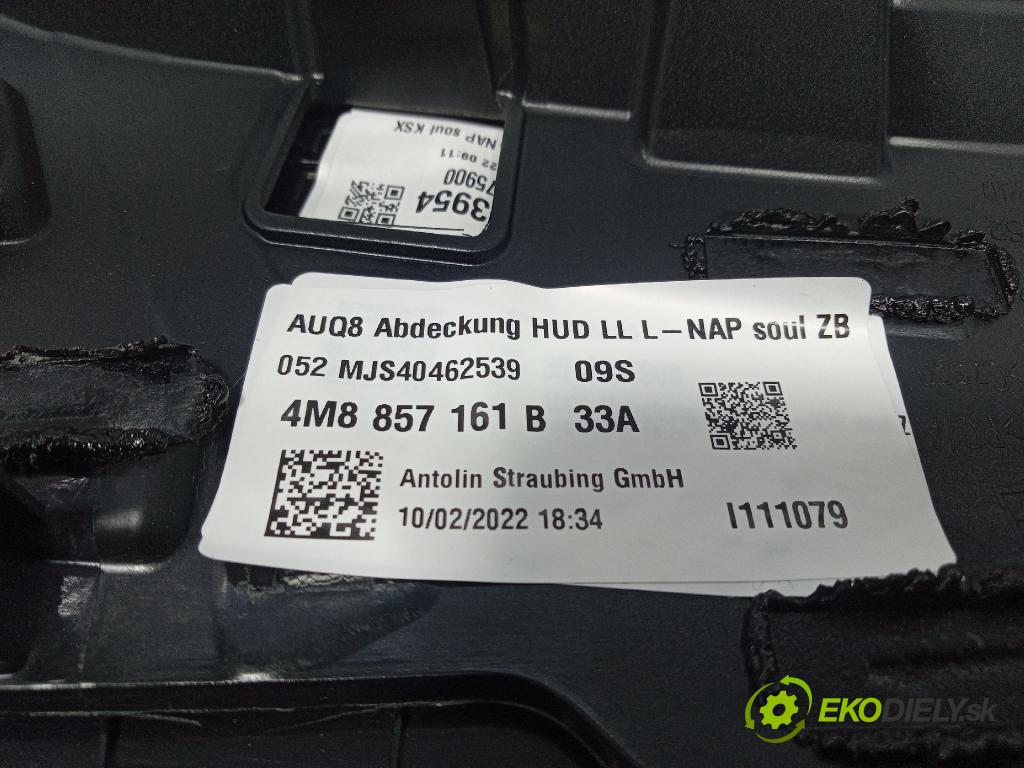 NAP soul KSX
22 09:11
75900
3954
AUQ8 Abdeckung HUD LL L-NAP soul ZB
052 MJS40462539 09S
4M8 857 161 B 33A
Antolin Straubing GmbH
10/02/2022 18:34 I111079
EKODIELY.sk